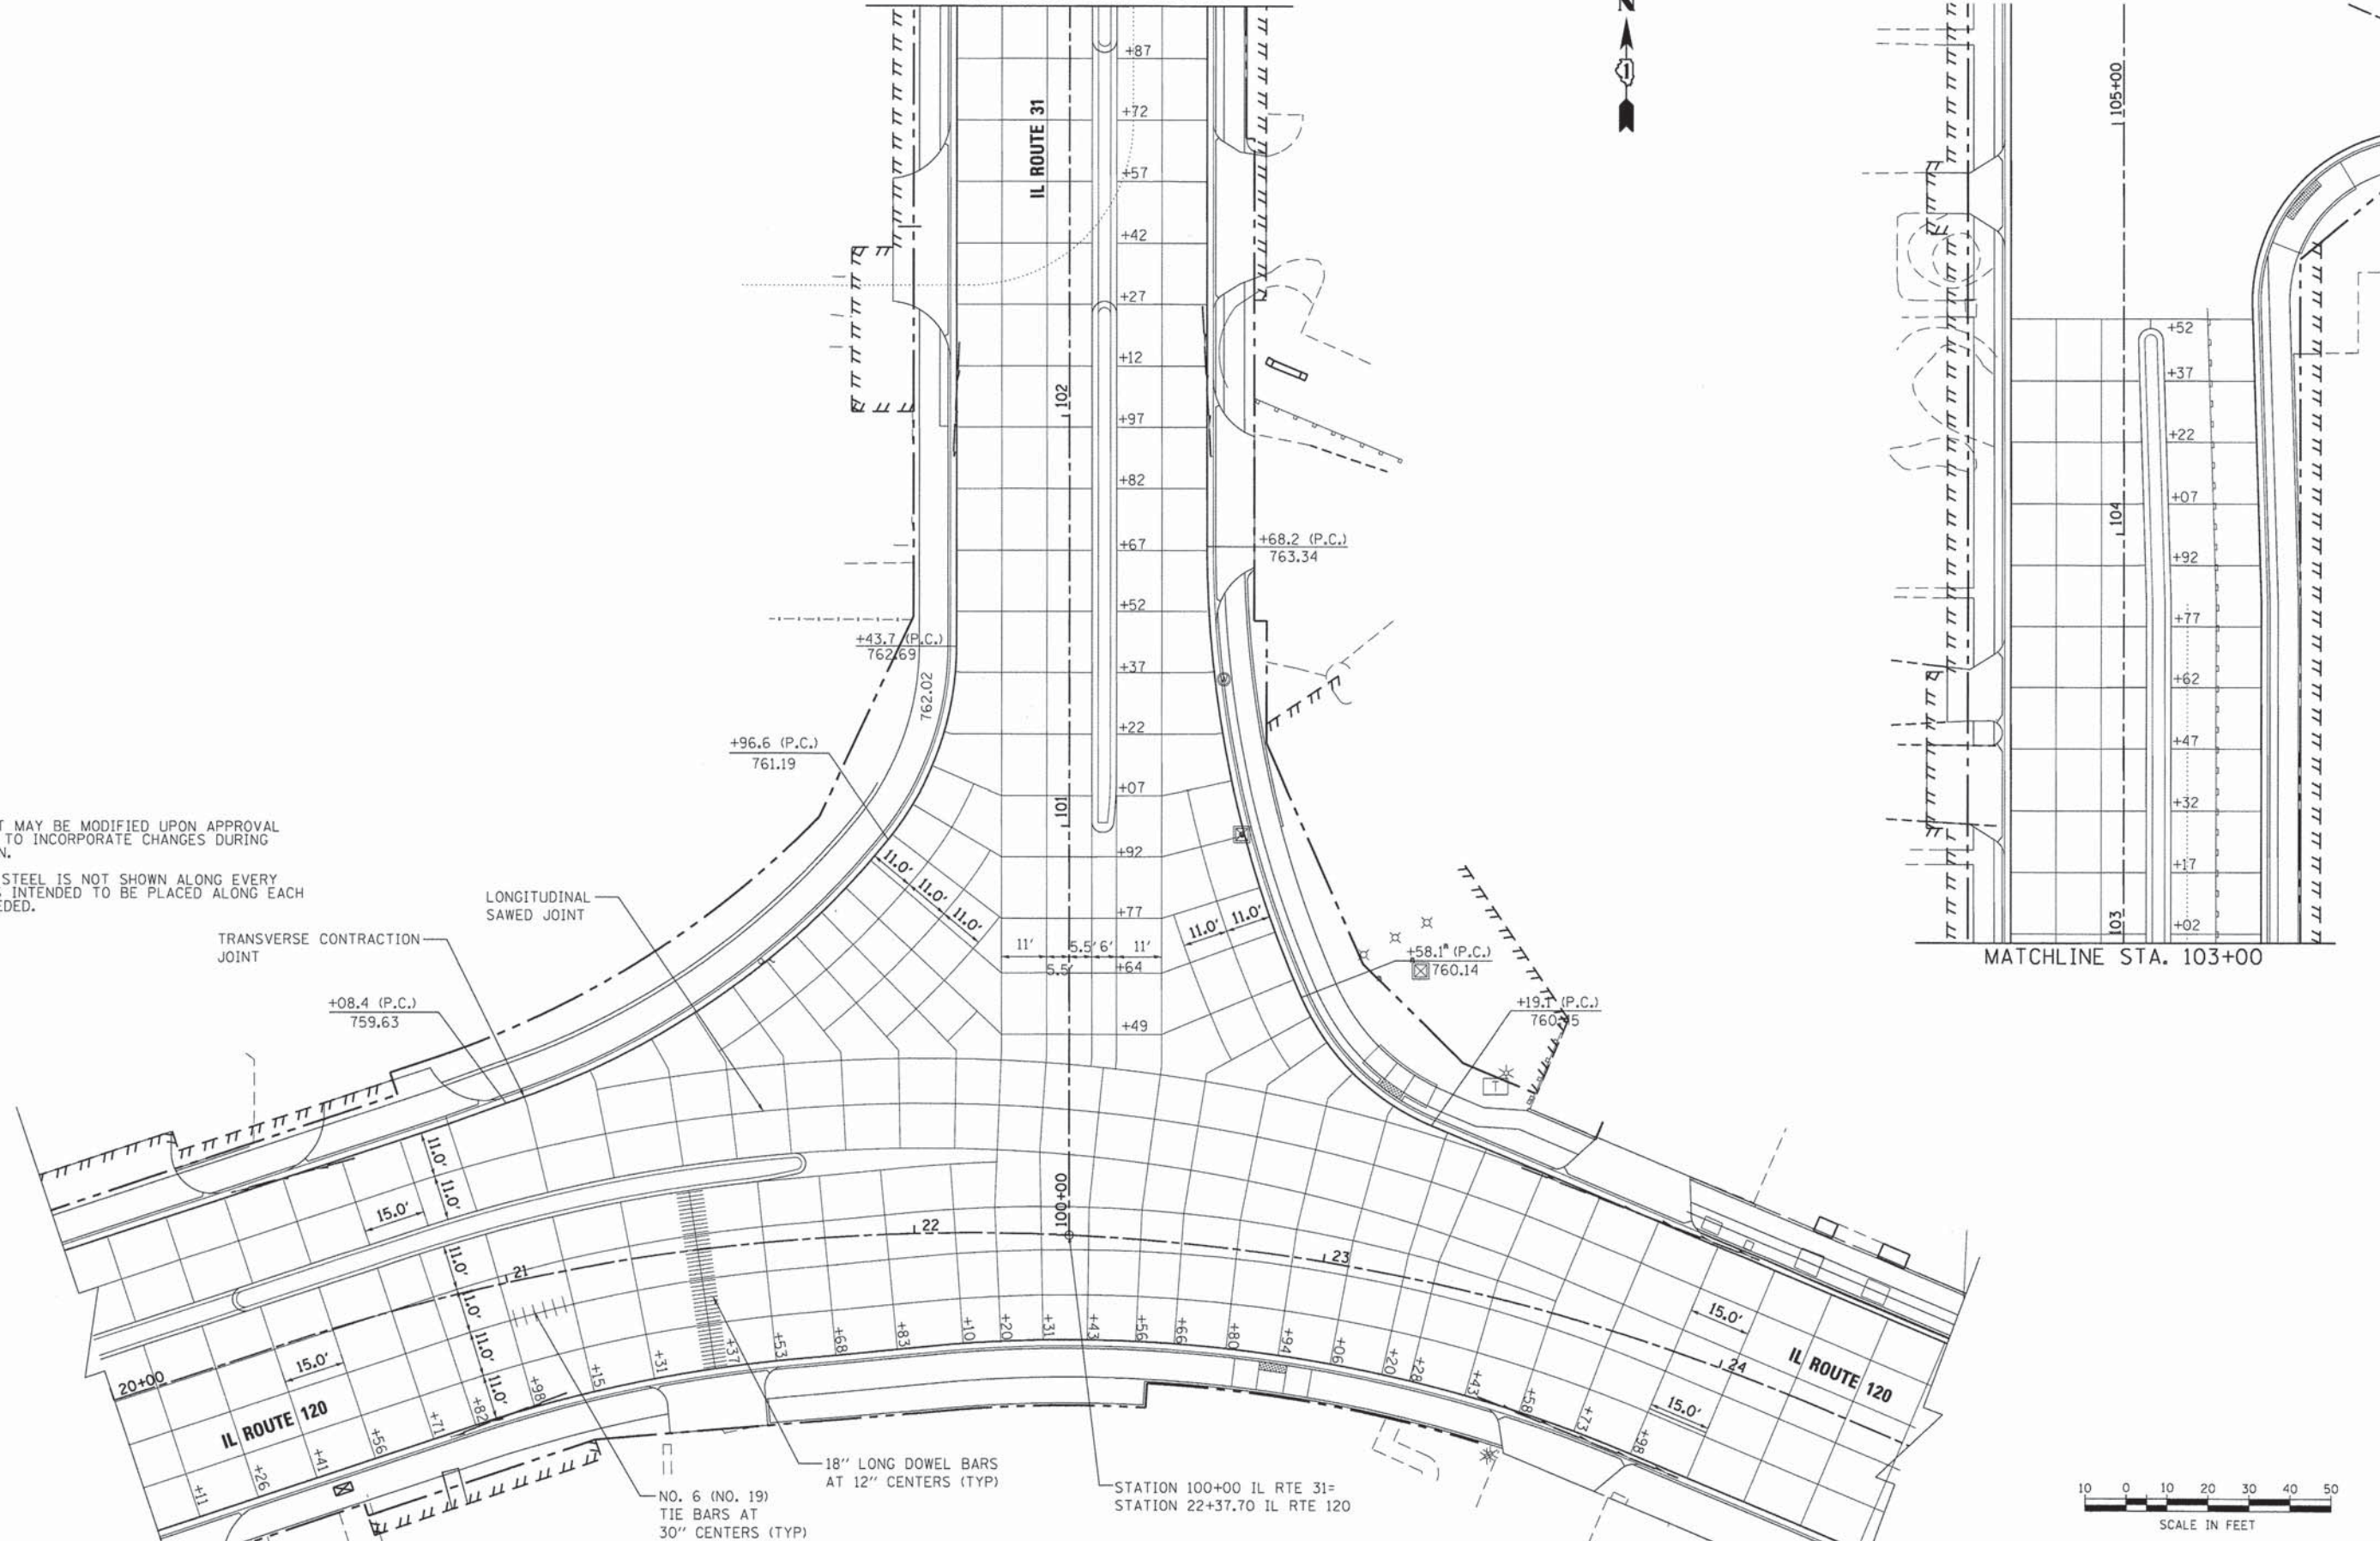 N
1
IL ROUTE 31
+87
+72
+57
+42
+27
+12
102
+97
+82
+67
+52
+37
+22
+07
101
+92
+77
+64
+49
+68.2 (P.C.)
763.34
+43.7 (P.C.)
762.69
762.02
+96.6 (P.C.)
761.19
MAY BE MODIFIED UPON APPROVAL
TO INCORPORATE CHANGES DURING
N.
STEEL IS NOT SHOWN ALONG EVERY
INTENDED TO BE PLACED ALONG EACH
DED.
LONGITUDINAL
SAWED JOINT
TRANSVERSE CONTRACTION
JOINT
+08.4 (P.C.)
759.63
11.0' 11.0' 11.0'
11' 5.5' 5.5' 6' 11'
11.0' 11.0'
+58.1 (P.C.)
760.14
+19.1 (P.C.)
T
11.0'
11.0'
15.0'
11.0'
11.0'
11.0'
11.0'
15.0'
20+00
21
22
100+00
23
24
IL ROUTE 120
IL ROUTE 120
15.0'
15.0'
+11
+26
+41
+56
+71
+82
+98
+15
+31
+37
+53
+68
+83
+10
+20
+31
+43
+56
+66
+80
+94
+06
+20
+28
+43
+58
+73
+98
NO. 6 (NO. 19)
TIE BARS AT
30" CENTERS (TYP)
18" LONG DOWEL BARS
AT 12" CENTERS (TYP)
STATION 100+00 IL RTE 31=
STATION 22+37.70 IL RTE 120
105+00
+52
+37
+22
+07
104
+92
+77
+62
+47
+32
+17
103
+02
MATCHLINE STA. 103+00
10 0 10 20 30 40 50
SCALE IN FEET